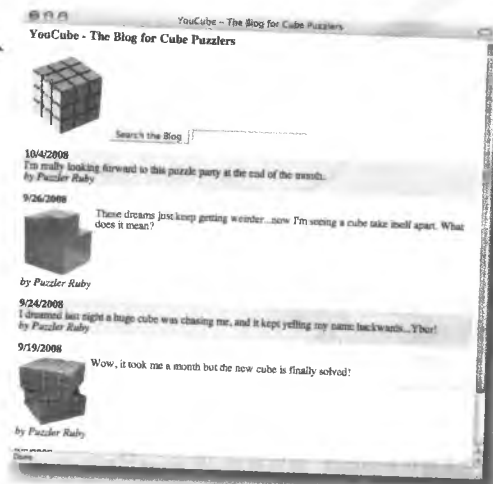 YouCube - The Blog for Cube Puzzlers
YouCube - The Blog for Cube Puzzlers
Search the Blog
10/4/2008
I'm really looking forward to this puzzle party at the end of the month.
by Puzzler Ruby
9/26/2008
These dreams just keep getting weirder...now I'm seeing a cube take itself apart. What
does it mean?
by Puzzler Ruby
9/24/2008
I dreamed last night a huge cube was chasing me, and it kept yelling my name backwards...Ybur!
by Puzzler Ruby
9/19/2008
Wow, it took me a month but the new cube is finally solved!
by Puzzler Ruby
Done